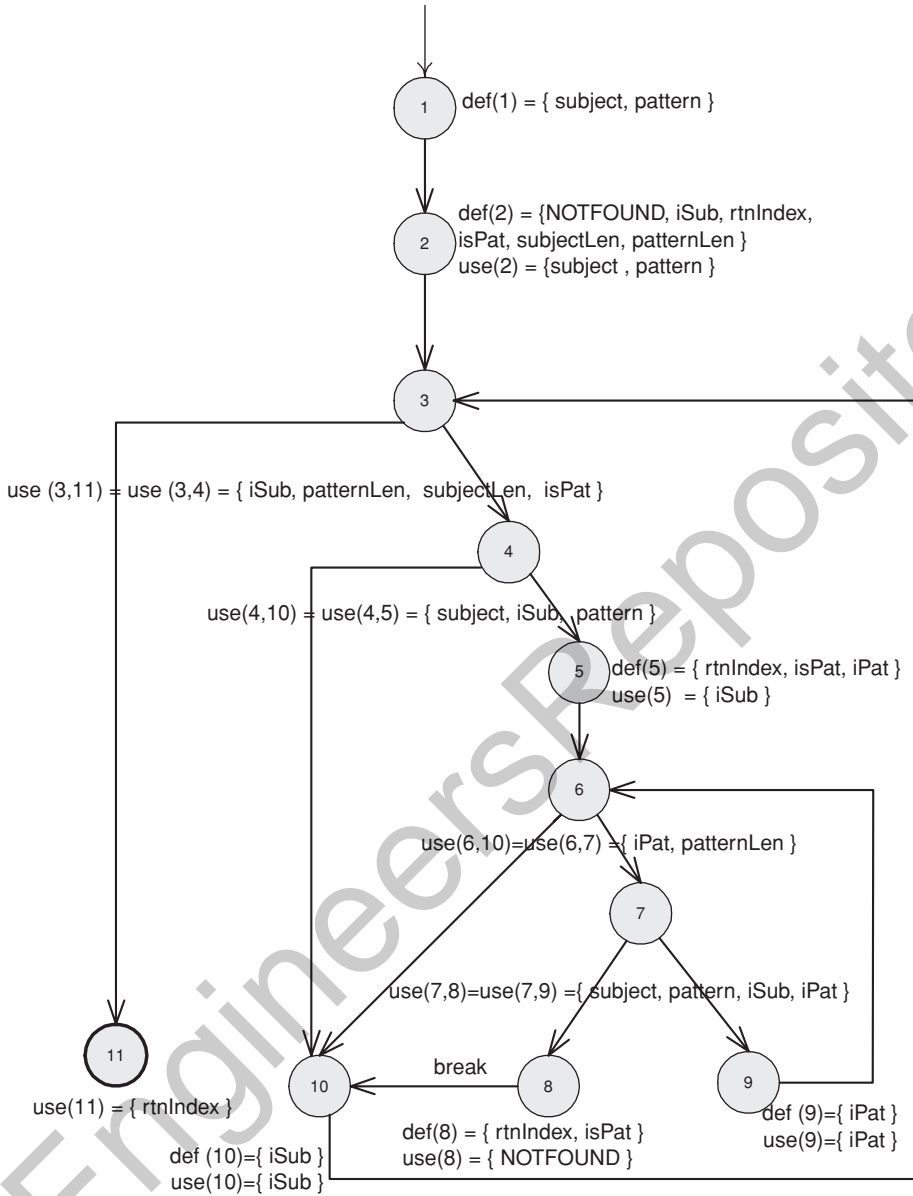 1
def(1) = { subject, pattern }
2
def(2) = {NOTFOUND, iSub, rtnIndex,
isPat, subjectLen, patternLen }
use(2) = {subject , pattern }
3
use (3,11) = use (3,4) = { iSub, patternLen, subjectLen, isPat }
4
use(4,10) = use(4,5) = { subject, iSub, pattern }
5
def(5) = { rtnIndex, isPat, iPat }
use(5) = { iSub }
6
use(6,10)=use(6,7) ={ iPat, patternLen }
7
use(7,8)=use(7,9) ={ subject, pattern, iSub, iPat }
11
use(11) = { rtnIndex }
10
def (10)={ iSub }
use(10)={ iSub }
break
8
def(8) = { rtnIndex, isPat }
use(8) = { NOTFOUND }
9
def (9)={ iPat }
use(9)={ iPat }
EngineersReposit